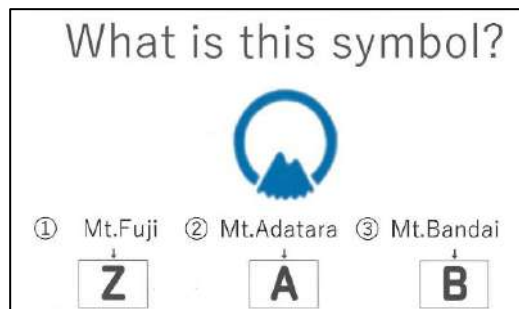 What is this symbol?
① Mt.Fuji ② Mt.Adatara ③ Mt.Bandai
↓ ↓ ↓
Z A B